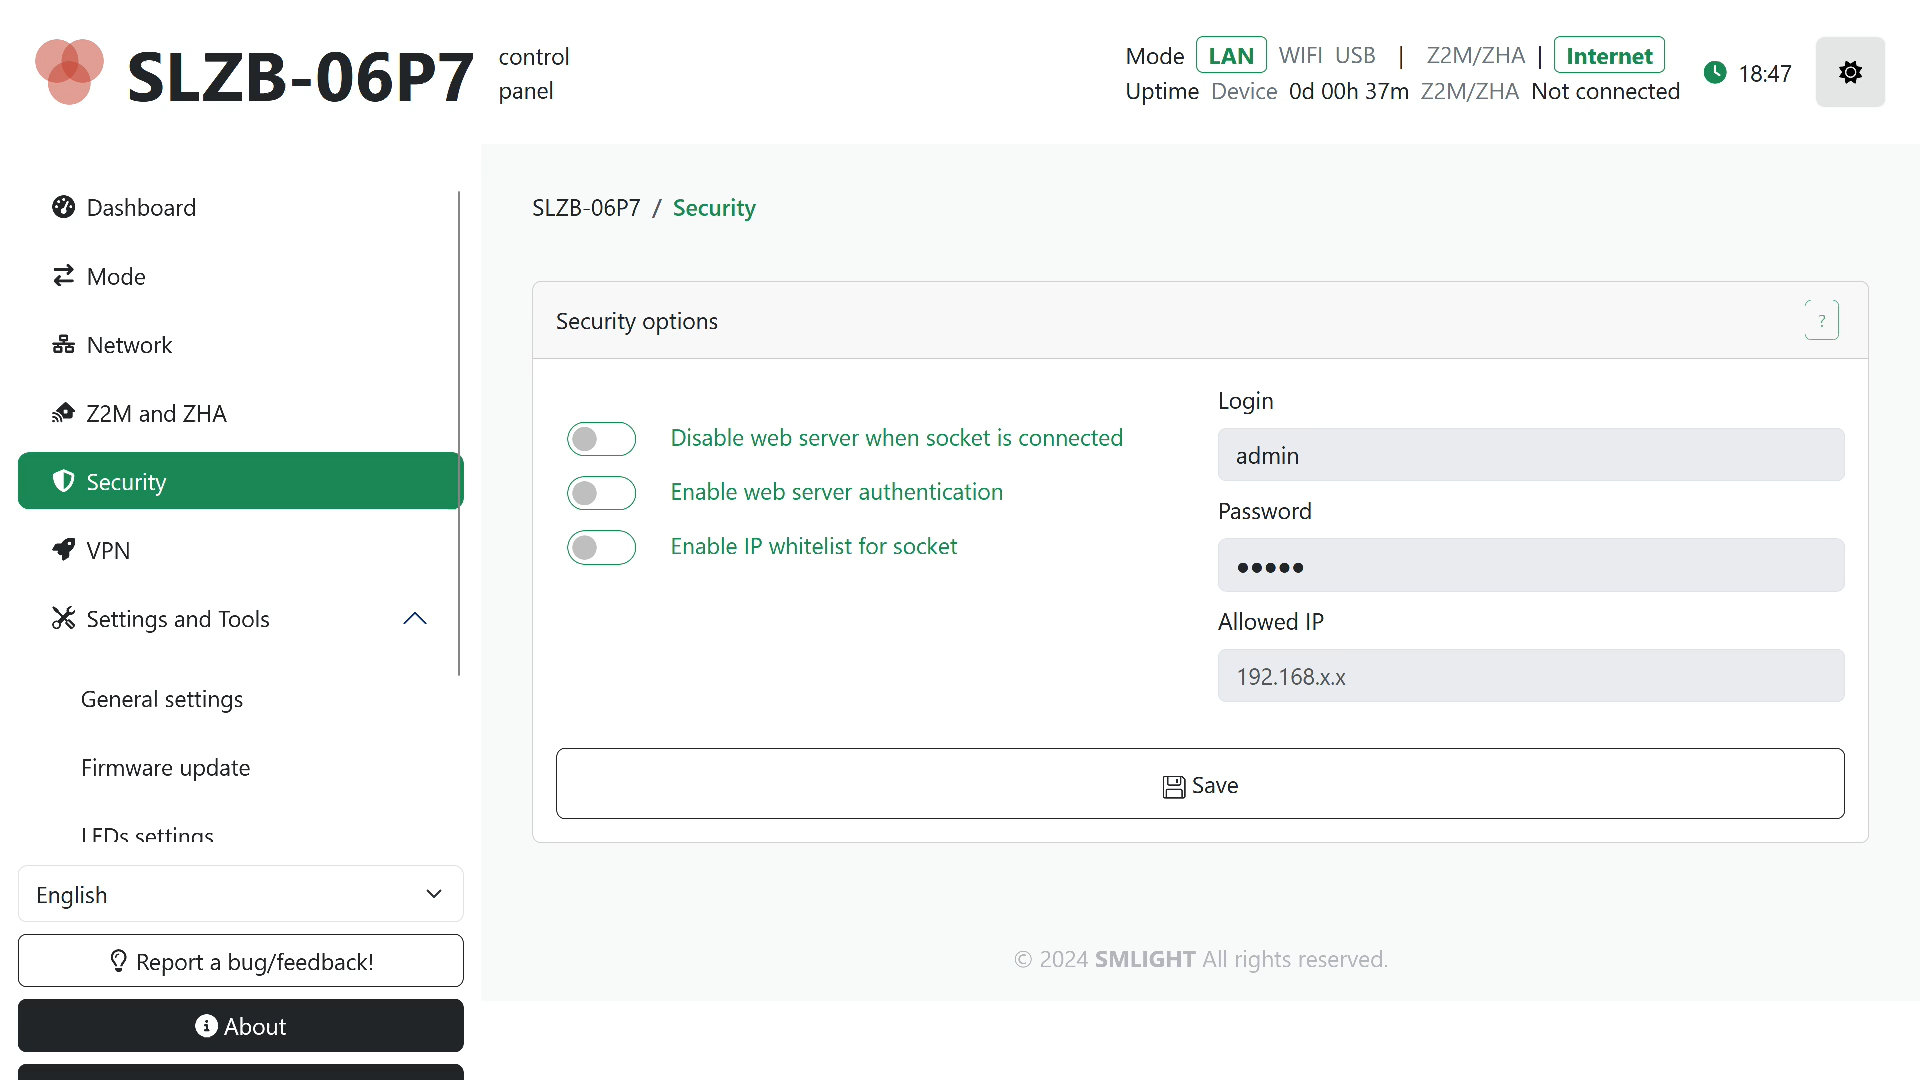 SLZB-06P7
control
panel
Mode LAN WIFI USB | Z2M/ZHA | Internet
Uptime Device 0d 00h 37m Z2M/ZHA Not connected
18:47
Dashboard
Mode
Network
Z2M and ZHA
Security
VPN
Settings and Tools
General settings
Firmware update
LEDs settings
English
Report a bug/feedback!
About
SLZB-06P7 / Security
Security options
?
Disable web server when socket is connected
Enable web server authentication
Enable IP whitelist for socket
Login
admin
Password
•••••
Allowed IP
192.168.x.x
Save
© 2024 SMLIGHT All rights reserved.